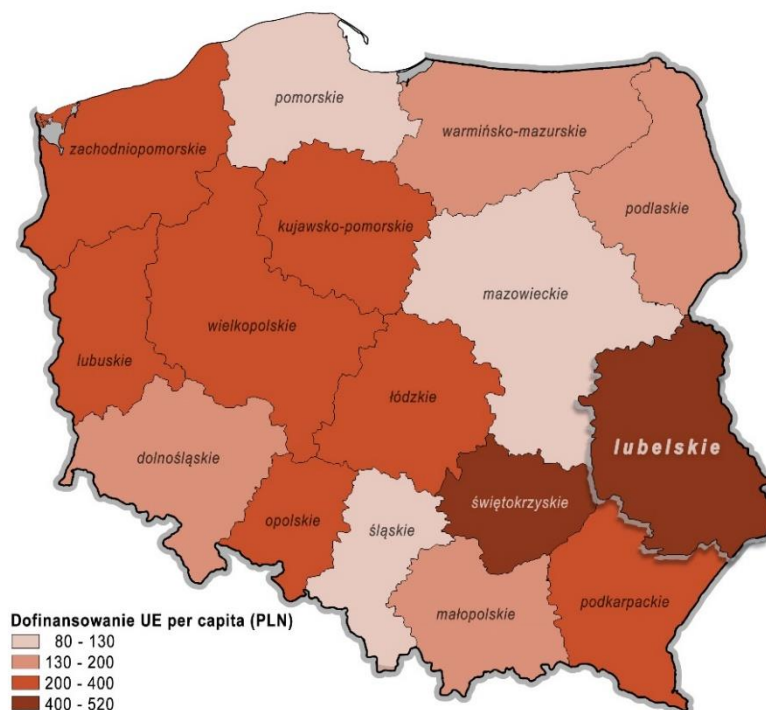 pomorskie
warmińsko-mazurskie
zachodniopomorskie
podlaskie
kujawsko-pomorskie
mazowieckie
wielkopolskie
lubuskie
łódzkie
lubelskie
dolnośląskie
świętokrzyskie
opolskie
śląskie
podkarpackie
małopolskie
Dofinansowanie UE per capita (PLN)
80 - 130
130 - 200
200 - 400
400 - 520